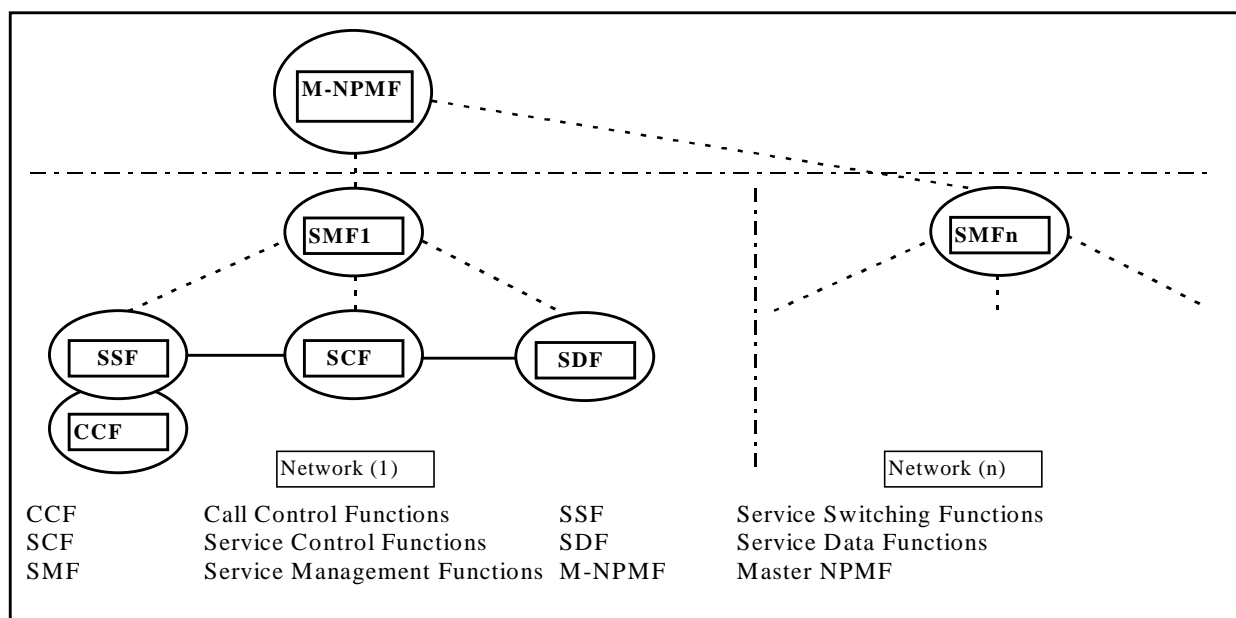 M-NPMF
SMF1
SMFn
SSF
SCF
SDF
CCF
Network (1)
Network (n)
CCF Call Control Functions SSF Service Switching Functions
SCF Service Control Functions SDF Service Data Functions
SMF Service Management Functions M-NPMF Master NPMF